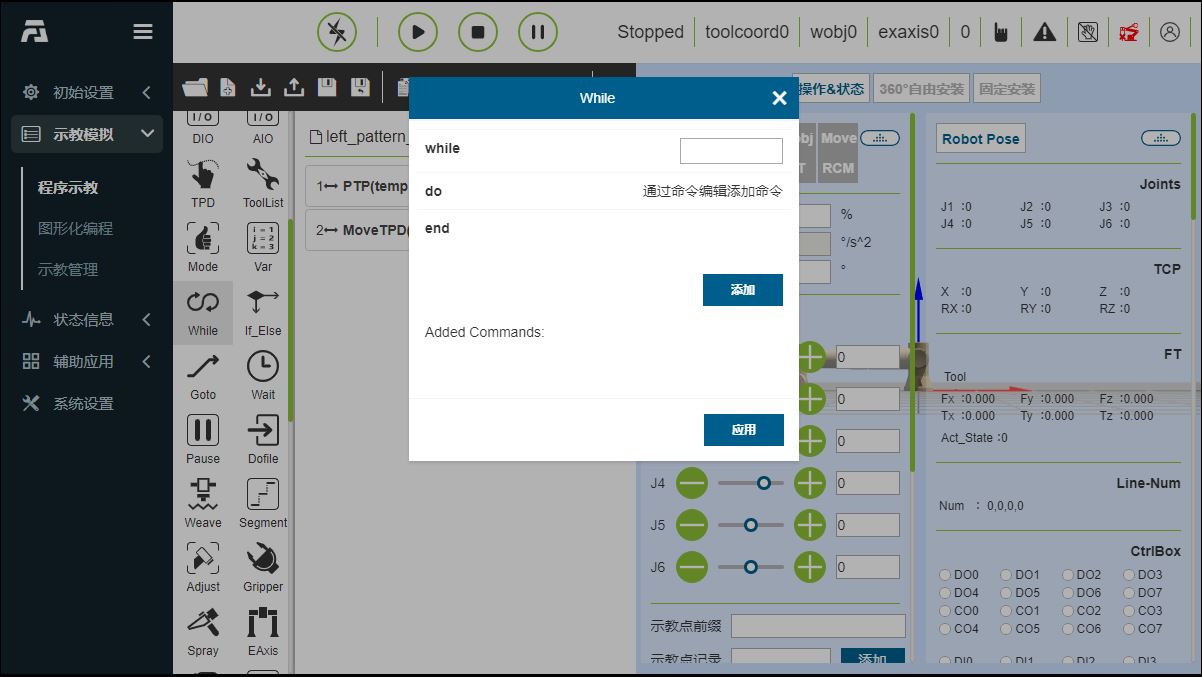 Stopped toolcoord0 wobj0 exaxis0 0
初始设置
示教模拟
程序示教
图形化编程
示教管理
状态信息
辅助应用
系统设置
I/O I/O
DIO AIO
TPD ToolList
i = 1
j = 2
k = 3
Mode Var
While If_Else
Goto Wait
Pause Dofile
Weave Segment
Adjust Gripper
Spray EAxis
left_pattern_
1 PTP(temp
2 MoveTPD(
While
while
do 通过命令编辑添加命令
end
添加
Added Commands:
应用
操作&状态 360°自由安装 固定安装
bj Move
T RCM
%
°/s^2
°
0
0
0
J4 0
J5 0
J6 0
示教点前缀
示教点记录 添加
Robot Pose
Joints
J1 :0 J2 :0 J3 :0
J4 :0 J5 :0 J6 :0
TCP
X :0 Y :0 Z :0
RX :0 RY :0 RZ :0
FT
Tool
Fx :0.000 Fy :0.000 Fz :0.000
Tx :0.000 Ty :0.000 Tz :0.000
Act_State :0
Line-Num
Num : 0,0,0,0
CtrlBox
DO0 DO1 DO2 DO3
DO4 DO5 DO6 DO7
CO0 CO1 CO2 CO3
CO4 CO5 CO6 CO7
DI0 DI1 DI2 DI3